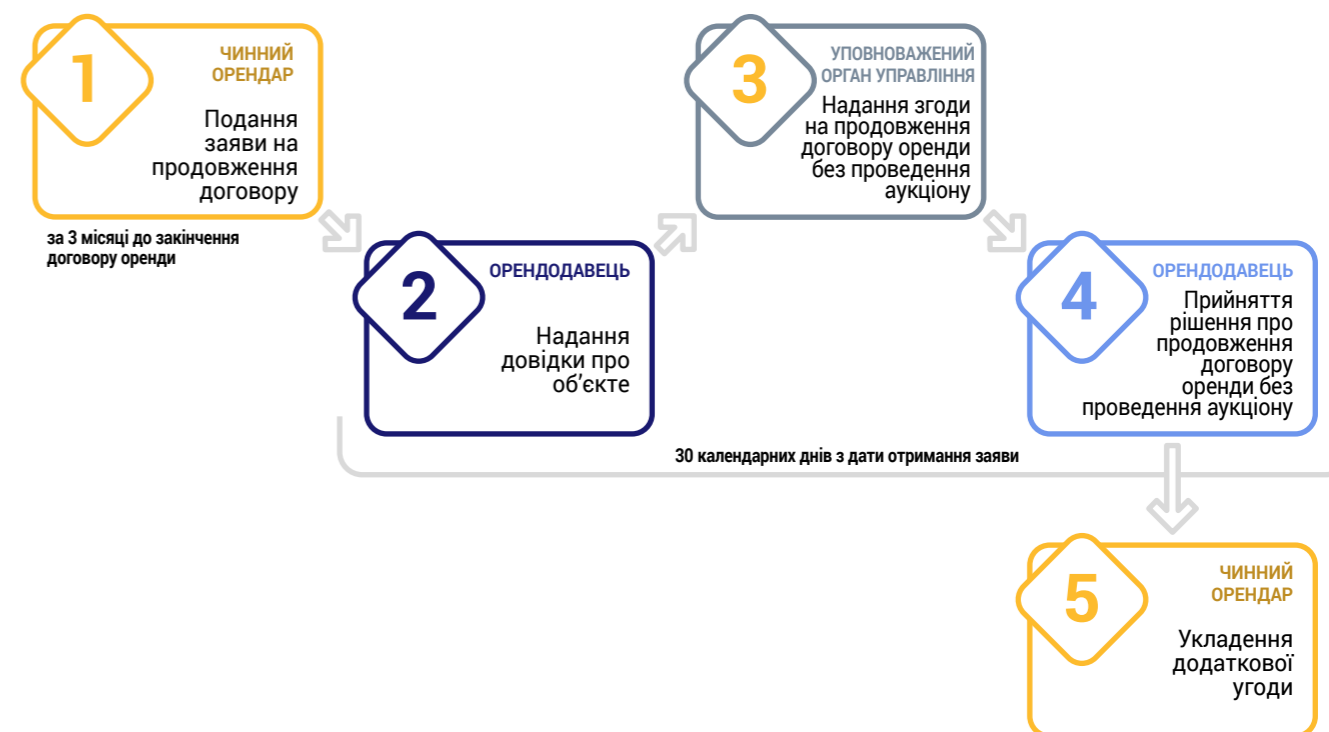 1
ЧИННИЙ
ОРЕНДАР
Подання
заяви на
продовження
договору
за 3 місяці до закінчення
договору оренди
2
ОРЕНДОДАВЕЦЬ
Надання
довідки про
об’єкте
3
УПОВНОВАЖЕНИЙ
ОРГАН УПРАВЛІННЯ
Надання згоди
на продовження
договору оренди
без проведення
аукціону
4
ОРЕНДОДАВЕЦЬ
Прийняття
рішення про
продовження
договору
оренди без
проведення аукціону
30 календарних днів з дати отримання заяви
5
ЧИННИЙ
ОРЕНДАР
Укладення
додаткової
угоди